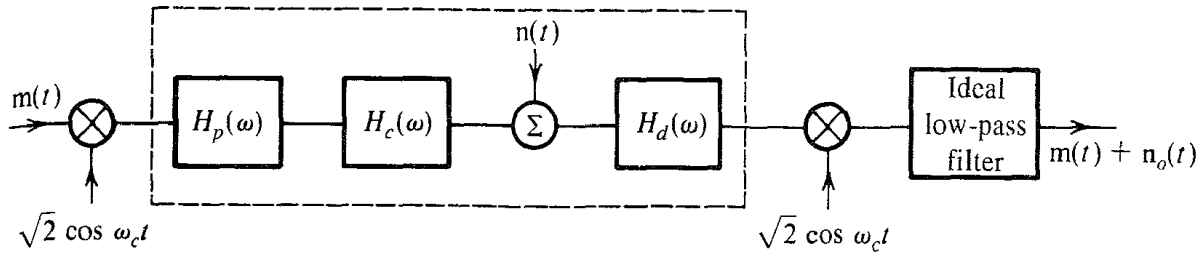 n(t)
m(t)
H_p(ω)
H_c(ω)
Σ
H_d(ω)
Ideal
low-pass
filter
m(t) + n_o(t)
√2 cos ω_c t
√2 cos ω_c t